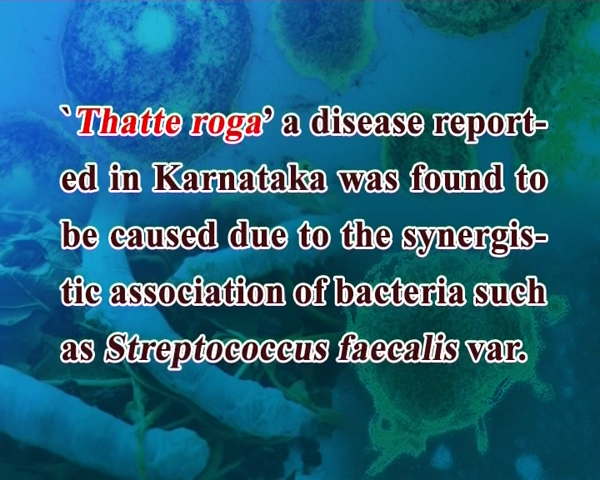 `Thatte roga’ a disease report-
ed in Karnataka was found to
be caused due to the synergis-
tic association of bacteria such
as Streptococcus faecalis var.